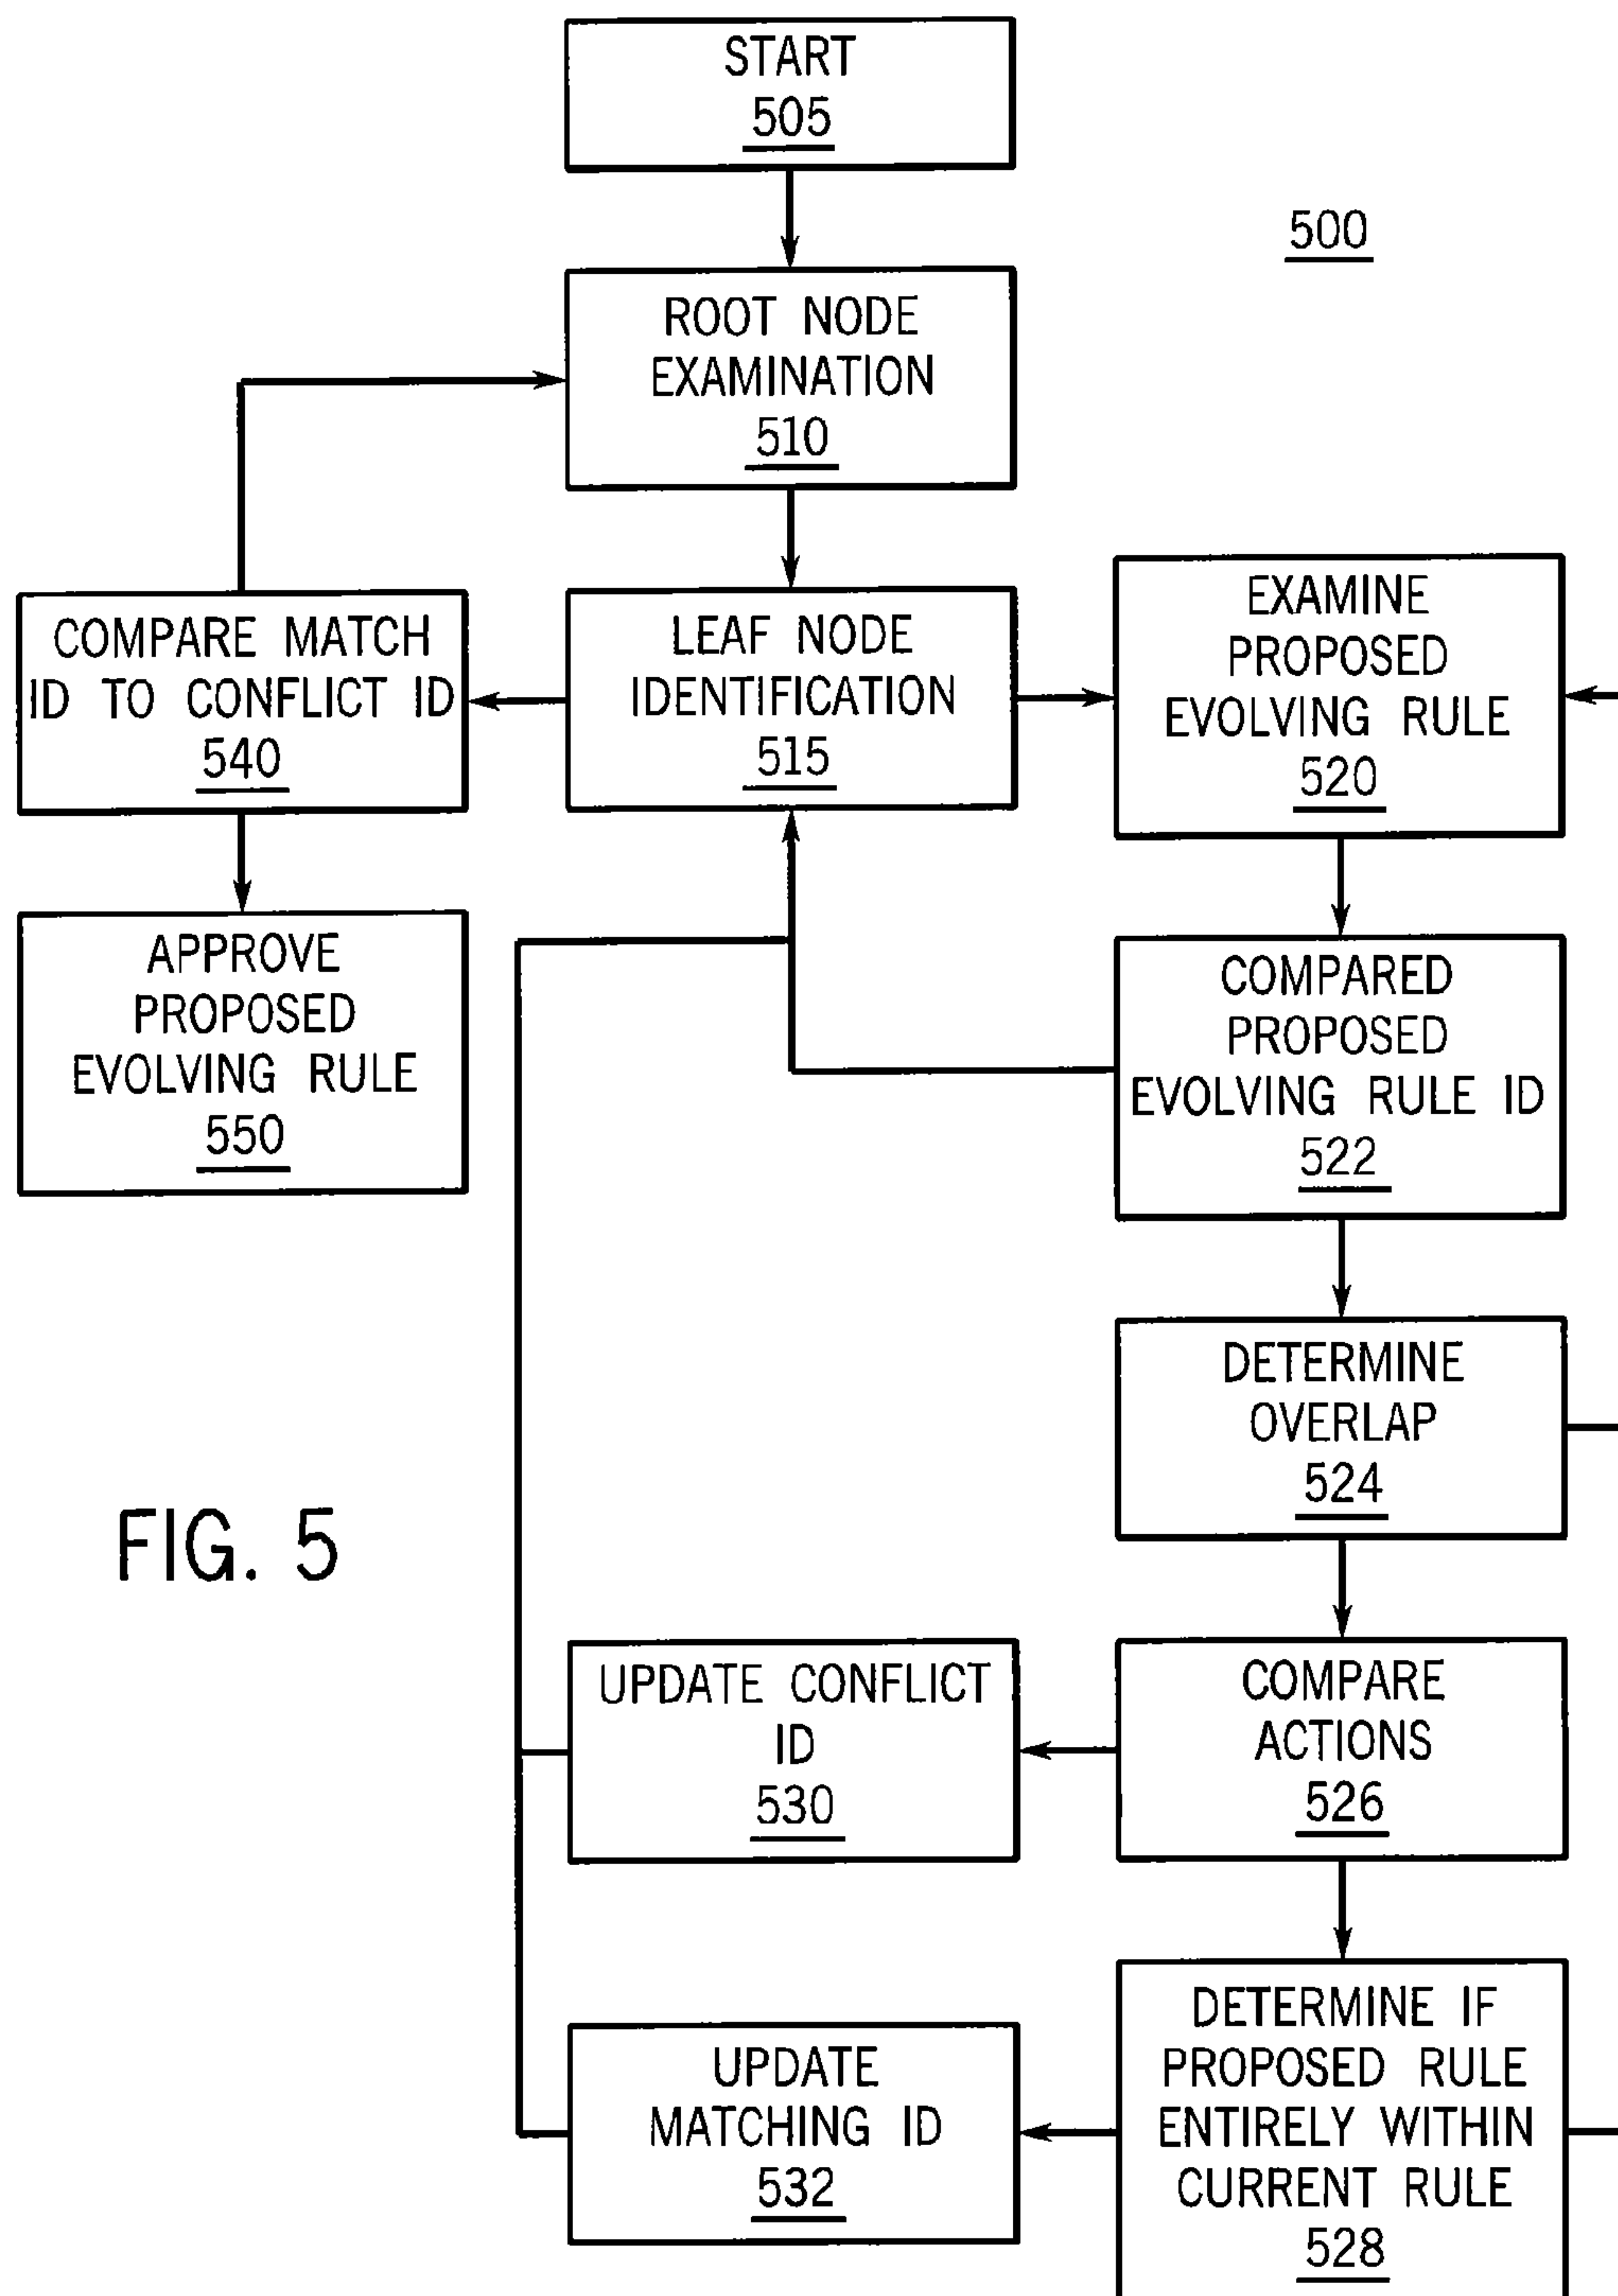 START
505
500
ROOT NODE
EXAMINATION
510
COMPARE MATCH
ID TO CONFLICT ID
540
LEAF NODE
IDENTIFICATION
515
EXAMINE
PROPOSED
EVOLVING RULE
520
APPROVE
PROPOSED
EVOLVING RULE
550
COMPARED
PROPOSED
EVOLVING RULE ID
522
DETERMINE
OVERLAP
524
FIG. 5
UPDATE CONFLICT
ID
530
COMPARE
ACTIONS
526
UPDATE
MATCHING ID
532
DETERMINE IF
PROPOSED RULE
ENTIRELY WITHIN
CURRENT RULE
528